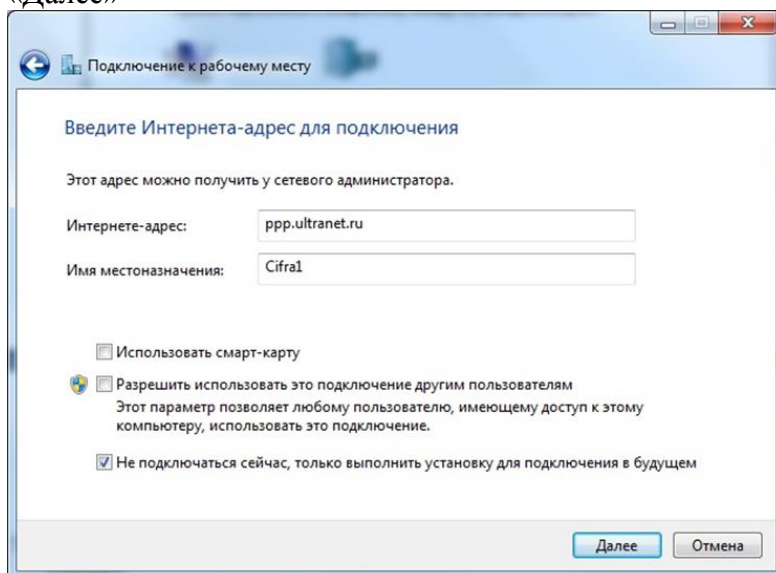 «Далее»
Подключение к рабочему месту
Введите Интернета-адрес для подключения
Этот адрес можно получить у сетевого администратора.
Интернете-адрес: ppp.ultranet.ru
Имя местоназначения: Cifra1
Использовать смарт-карту
Разрешить использовать это подключение другим пользователям
Этот параметр позволяет любому пользователю, имеющему доступ к этому
компьютеру, использовать это подключение.
Не подключаться сейчас, только выполнить установку для подключения в будущем
Далее Отмена